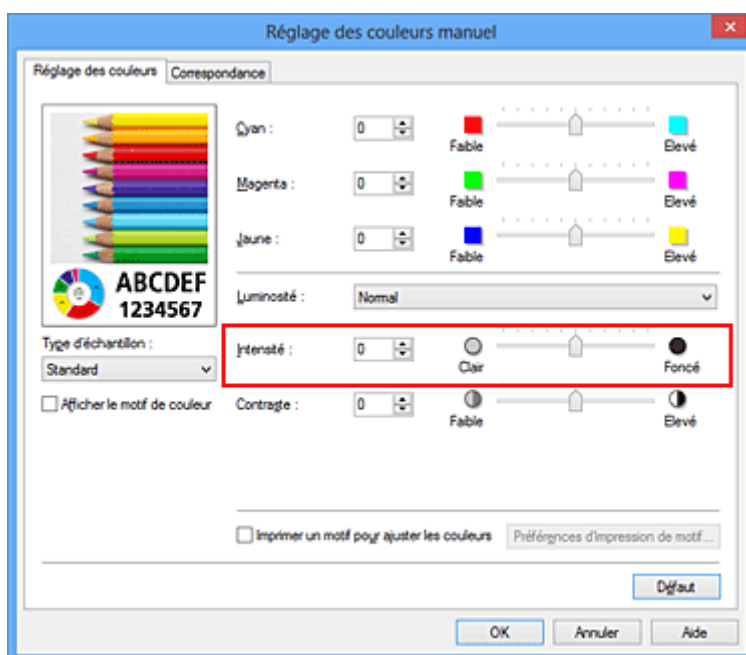 Réglage des couleurs manuel
Réglage des couleurs
Correspondance
Cyan :
0
Faible
Elevé
Magenta :
0
Faible
Elevé
Jaune :
0
Faible
Elevé
ABCDEF
1234567
Luminosité :
Normal
Type d'échantillon :
Standard
Intensité :
0
Clair
Foncé
Afficher le motif de couleur
Contraste :
0
Faible
Elevé
Imprimer un motif pour ajuster les couleurs
Préférences d'impression de motif...
Défaut
OK
Annuler
Aide